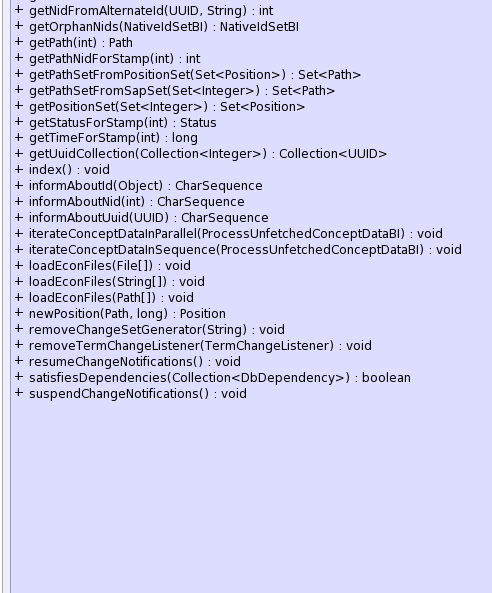 + getNidFromAlternateId(UUID, String) : int
+ getOrphanNids(NativeIdSetBI) : NativeIdSetBI
+ getPath(int) : Path
+ getPathNidForStamp(int) : int
+ getPathSetFromPositionSet(Set<Position>) : Set<Path>
+ getPathSetFromSapSet(Set<Integer>) : Set<Path>
+ getPositionSet(Set<Integer>) : Set<Position>
+ getStatusForStamp(int) : Status
+ getTimeForStamp(int) : long
+ getUuidCollection(Collection<Integer>) : Collection<UUID>
+ index() : void
+ informAboutId(Object) : CharSequence
+ informAboutNid(int) : CharSequence
+ informAboutUuid(UUID) : CharSequence
+ iterateConceptDataInParallel(ProcessUnfetchedConceptDataBI) : void
+ iterateConceptDataInSequence(ProcessUnfetchedConceptDataBI) : void
+ loadEconFiles(File[]) : void
+ loadEconFiles(String[]) : void
+ loadEconFiles(Path[]) : void
+ newPosition(Path, long) : Position
+ removeChangeSetGenerator(String) : void
+ removeTermChangeListener(TermChangeListener) : void
+ resumeChangeNotifications() : void
+ satisfiesDependencies(Collection<DbDependency>) : boolean
+ suspendChangeNotifications() : void